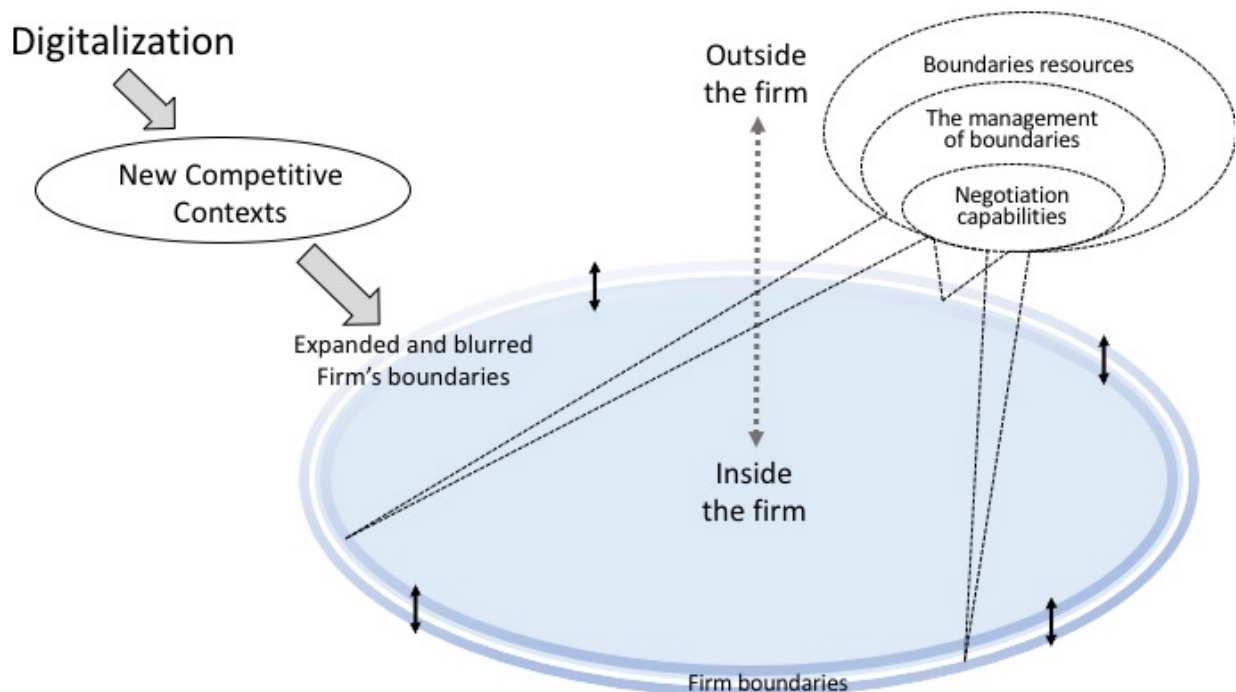 Digitalization
New Competitive
Contexts
Expanded and blurred
Firm’s boundaries
Outside
the firm
Inside
the firm
Boundaries resources
The management
of boundaries
Negotiation
capabilities
Firm boundaries